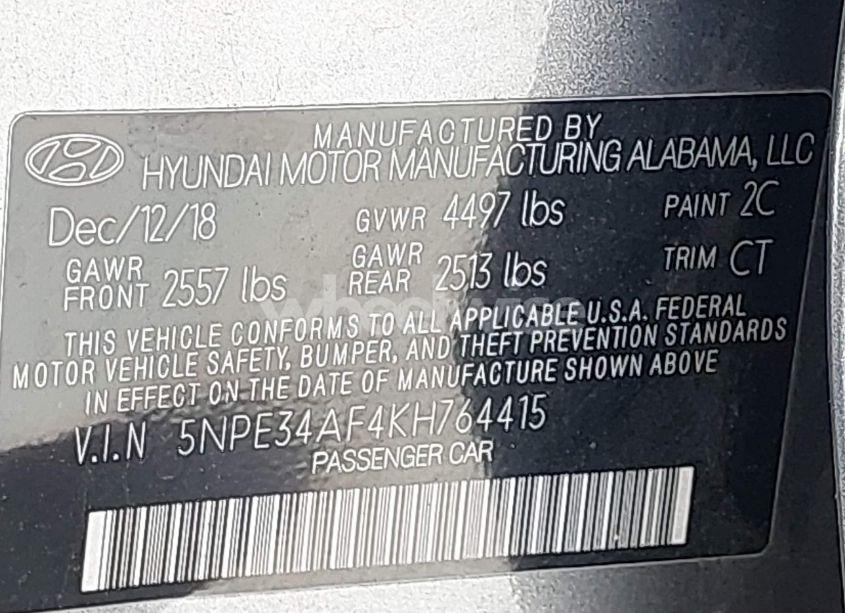 MANUFACTURED BY
HYUNDAI MOTOR MANUFACTURING ALABAMA, LLC
Dec/12/18 GVWR 4497 lbs PAINT 2C
GAWR FRONT 2557 lbs GAWR REAR 2513 lbs TRIM CT
THIS VEHICLE CONFORMS TO ALL APPLICABLE U.S.A. FEDERAL
MOTOR VEHICLE SAFETY, BUMPER, AND THEFT PREVENTION STANDARDS
IN EFFECT ON THE DATE OF MANUFACTURE SHOWN ABOVE
V.I.N 5NPE34AF4KH764415
PASSENGER CAR